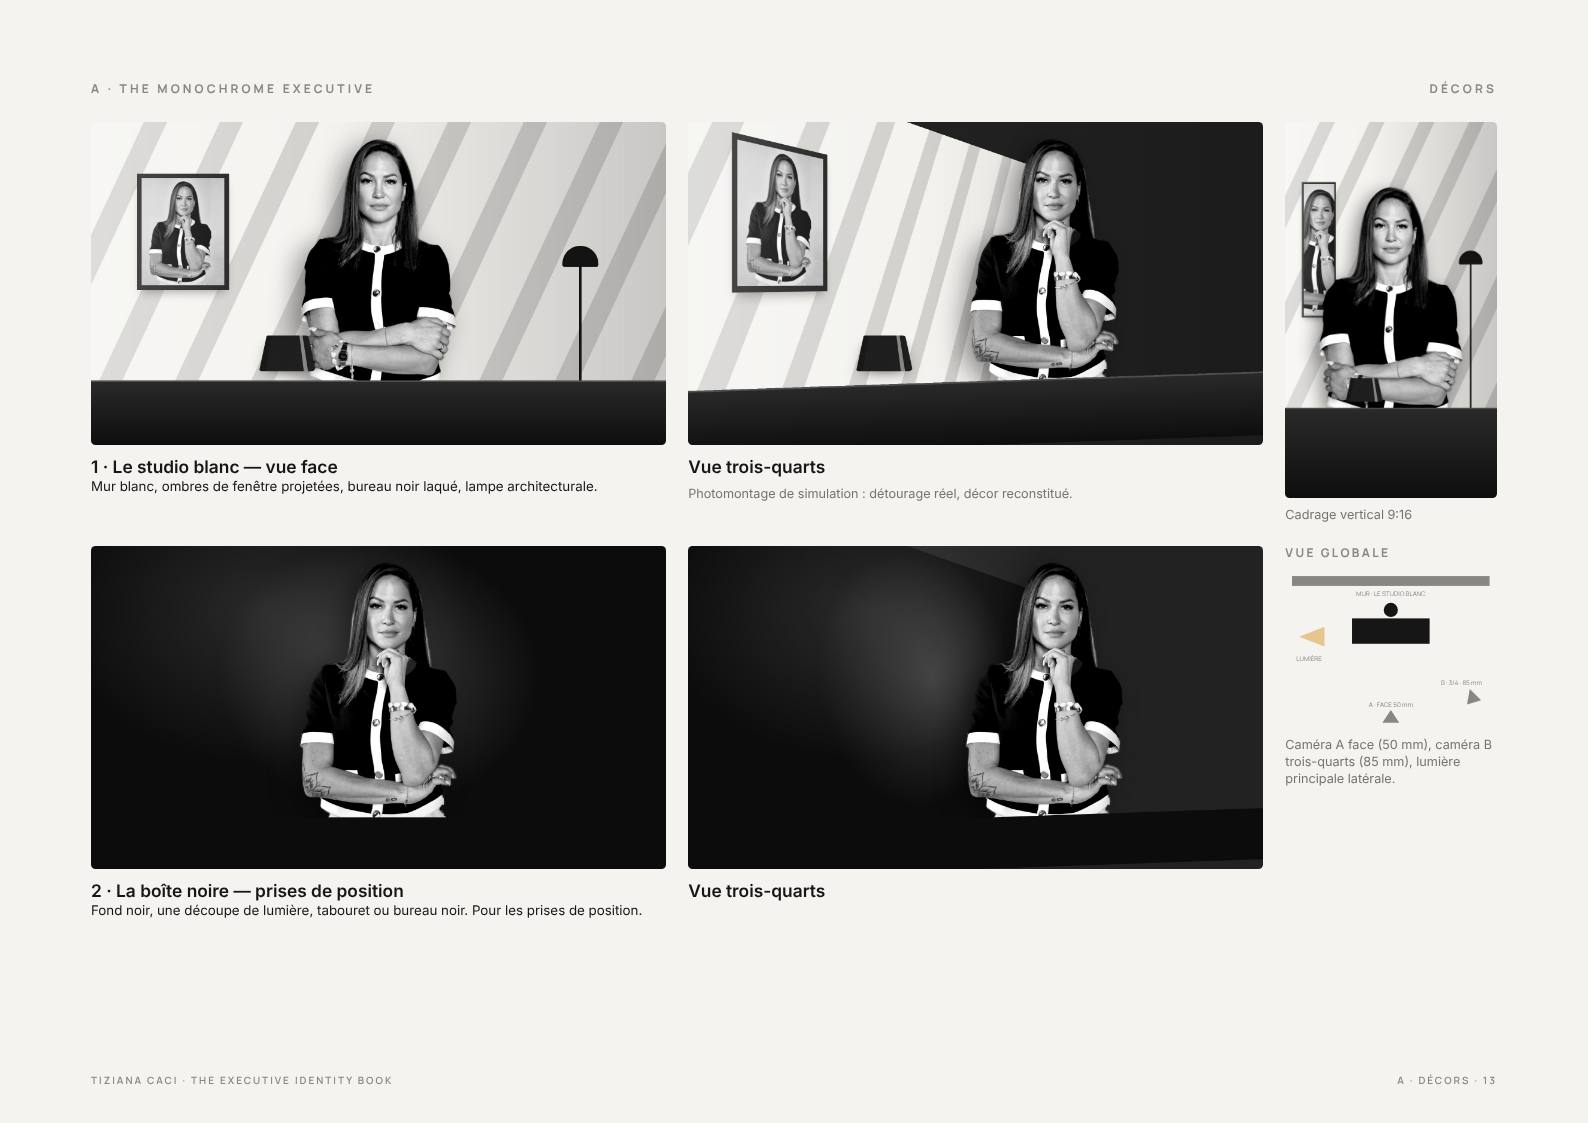 A · THE MONOCHROME EXECUTIVE
DÉCORS
1 · Le studio blanc — vue face
Mur blanc, ombres de fenêtre projetées, bureau noir laqué, lampe architecturale.
Vue trois-quarts
Photomontage de simulation : détourage réel, décor reconstitué.
Cadrage vertical 9:16
VUE GLOBALE
MUR · LE STUDIO BLANC
LUMIÈRE
B · 3/4 · 85 mm
A · FACE 50 mm
Caméra A face (50 mm), caméra B
trois-quarts (85 mm), lumière
principale latérale.
2 · La boîte noire — prises de position
Fond noir, une découpe de lumière, tabouret ou bureau noir. Pour les prises de position.
Vue trois-quarts
TIZIANA CACI · THE EXECUTIVE IDENTITY BOOK
A · DÉCORS · 13